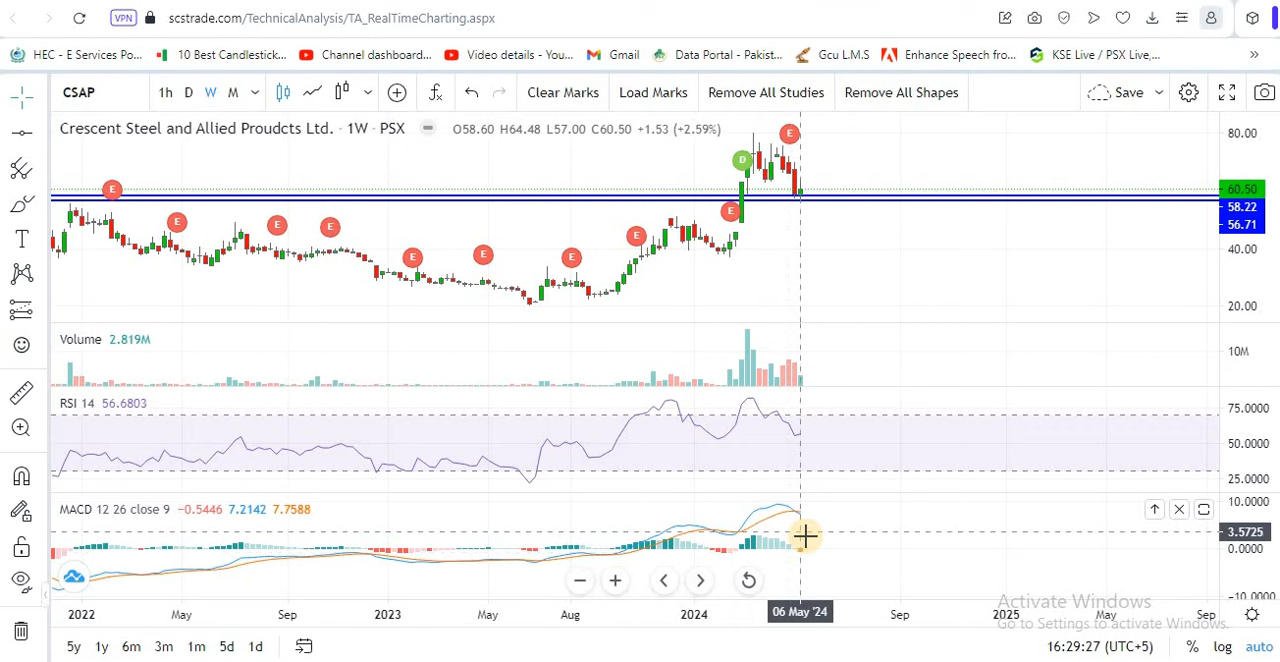 VPN scstrade.com/TechnicalAnalysis/TA_RealTimeCharting.aspx
HEC - E Services Po... 10 Best Candlestick... Channel dashboard... Video details - You... Gmail Data Portal - Pakist... Gcu L.M.S Enhance Speech fro... KSE Live / PSX Live,... »
CSAP 1h D W M Clear Marks Load Marks Remove All Studies Remove All Shapes Save
Crescent Steel and Allied Proudcts Ltd. · 1W · PSX O58.60 H64.48 L57.00 C60.50 +1.53 (+2.59%)
80.00
E
D
E
60.50
58.22
E
E
E
E
E
56.71
E
40.00
E
E
E
20.00
Volume 2.819M
10M
RSI 14 56.6803
75.0000
50.0000
25.0000
MACD 12 26 close 9 −0.5446 7.2142 7.7588
10.0000
3.5725
0.0000
-10.0000
Activate Windows
2022 May Sep 2023 May Aug 2024 06 May '24 Sep 2025 May Sep
Go to Settings to activate Windows.
5y 1y 6m 3m 1m 5d 1d 16:29:27 (UTC+5) % log auto